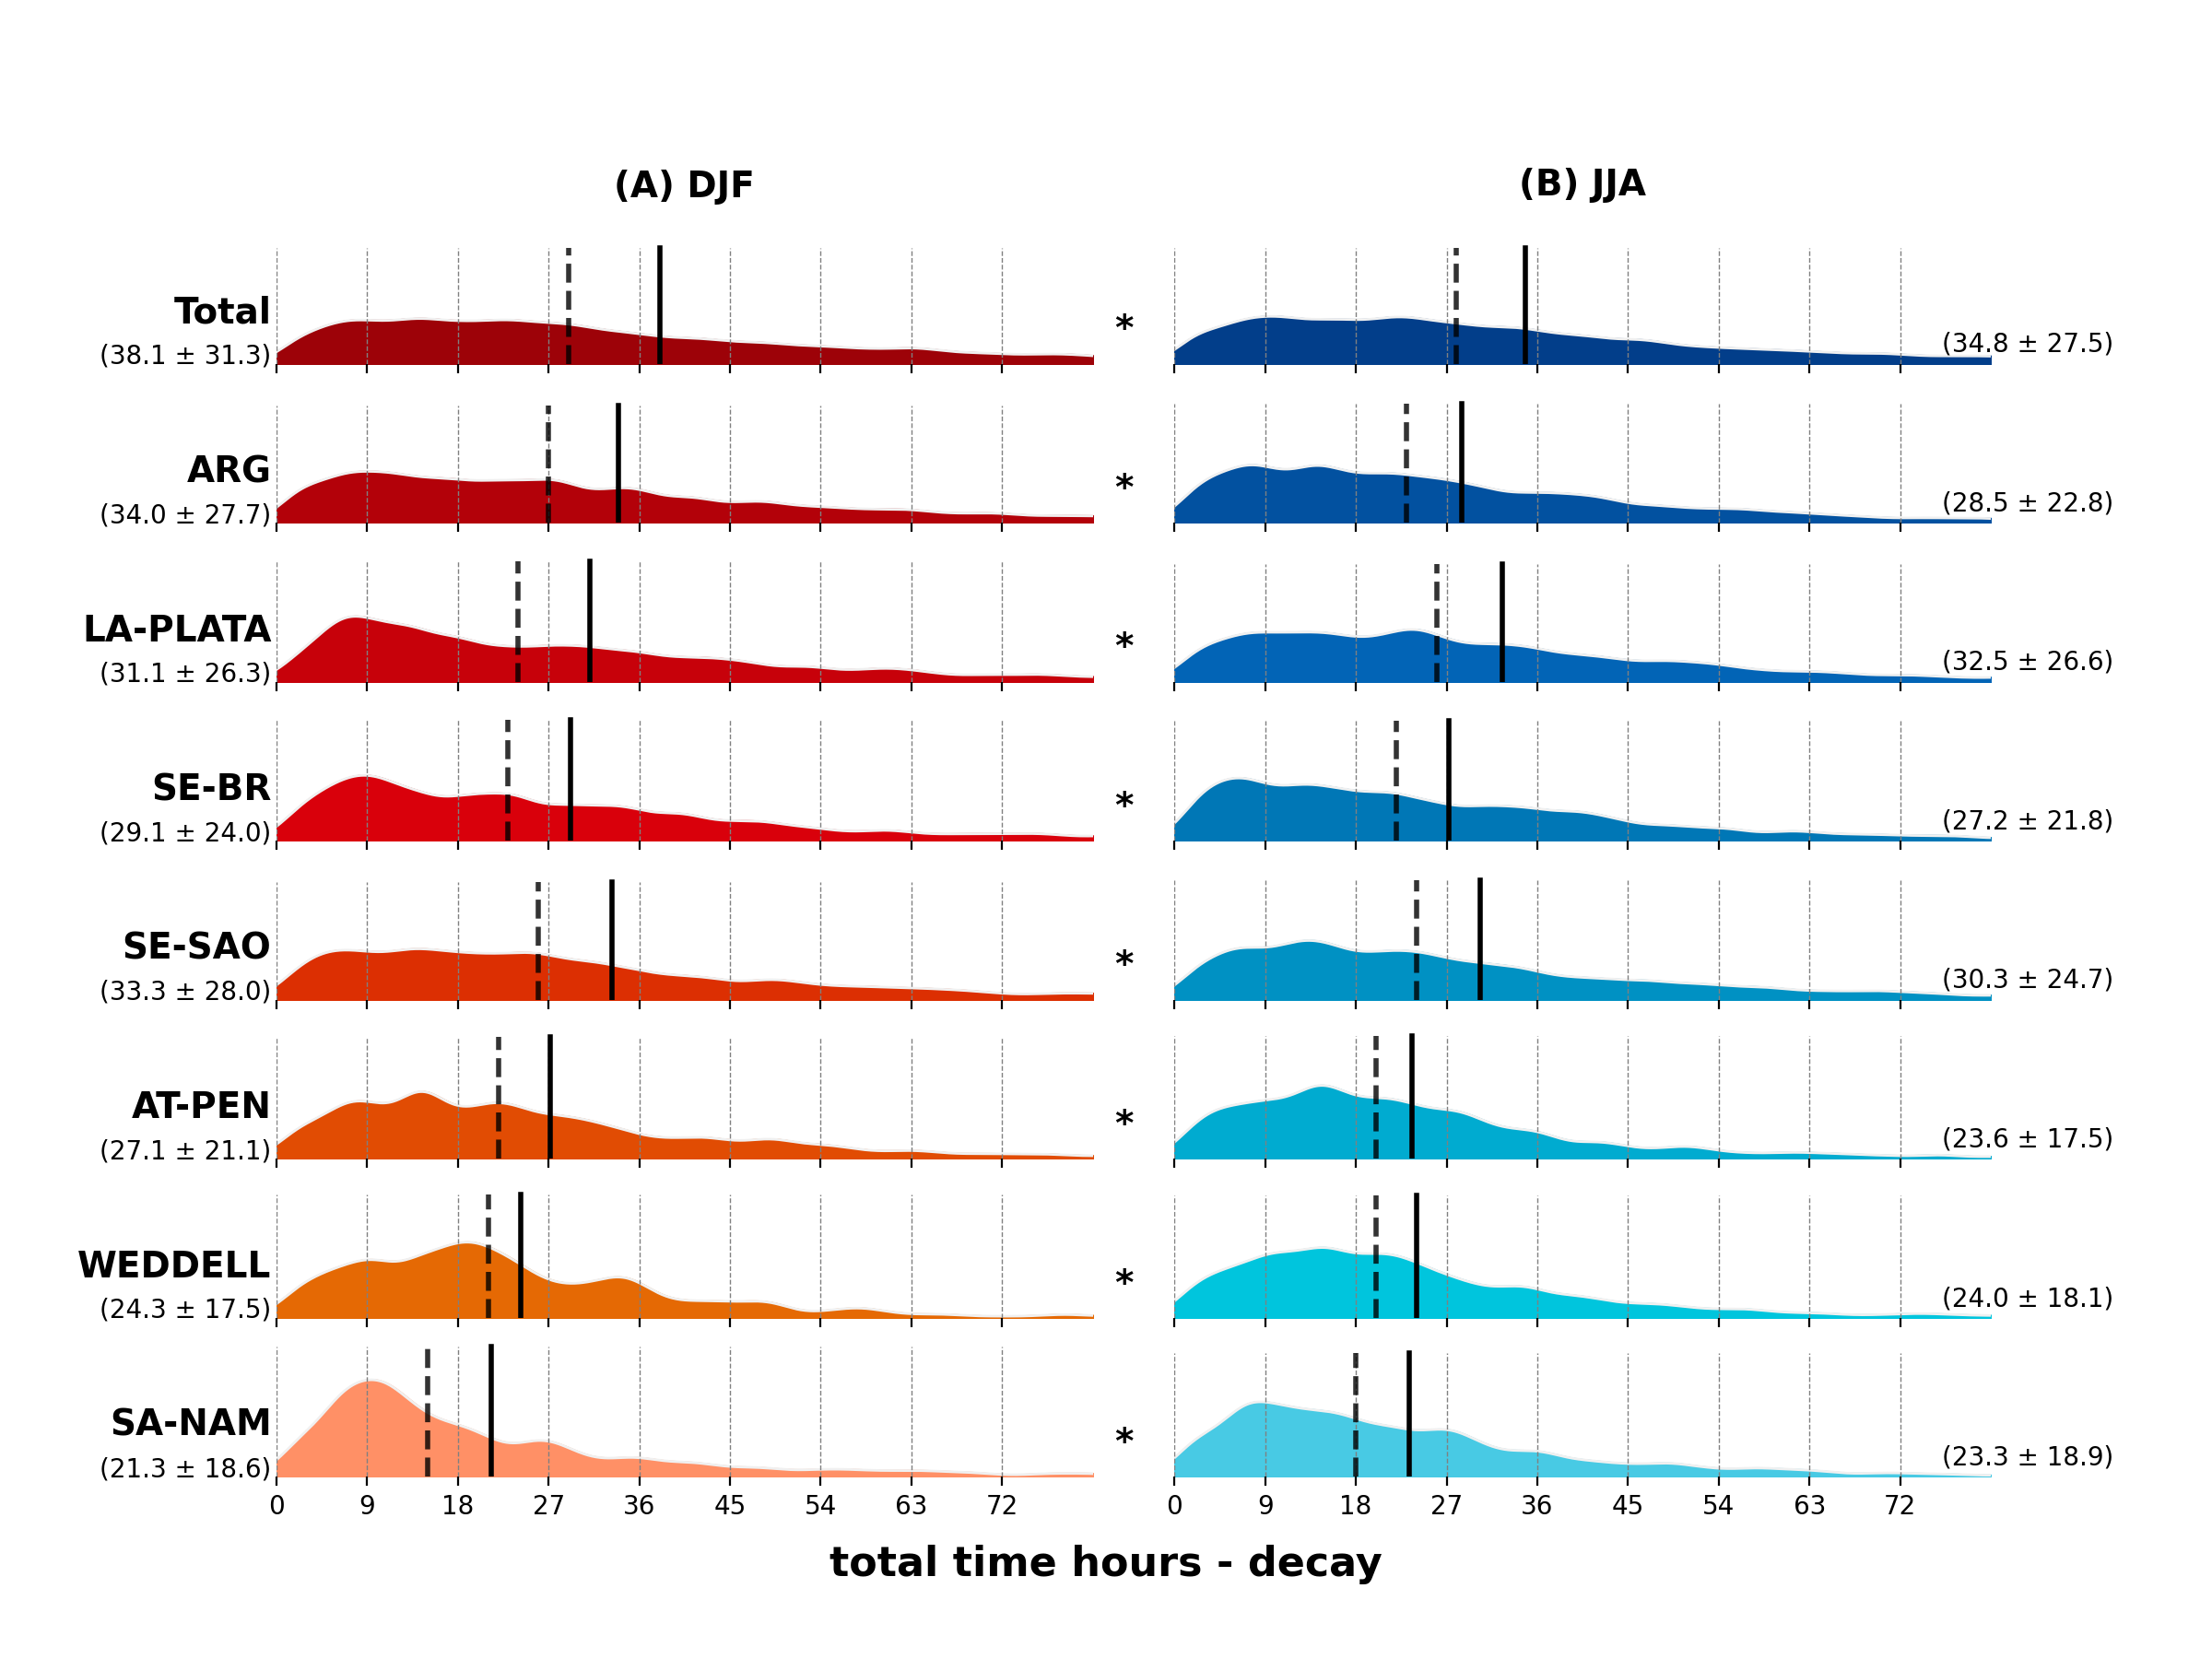 (A) DJF
(B) JJA
Total
(38.1 ± 31.3)
*
(34.8 ± 27.5)
ARG
(34.0 ± 27.7)
*
(28.5 ± 22.8)
LA-PLATA
(31.1 ± 26.3)
*
(32.5 ± 26.6)
SE-BR
(29.1 ± 24.0)
*
(27.2 ± 21.8)
SE-SAO
(33.3 ± 28.0)
*
(30.3 ± 24.7)
AT-PEN
(27.1 ± 21.1)
*
(23.6 ± 17.5)
WEDDELL
(24.3 ± 17.5)
*
(24.0 ± 18.1)
SA-NAM
(21.3 ± 18.6)
*
(23.3 ± 18.9)
0 9 18 27 36 45 54 63 72
0 9 18 27 36 45 54 63 72
total time hours - decay